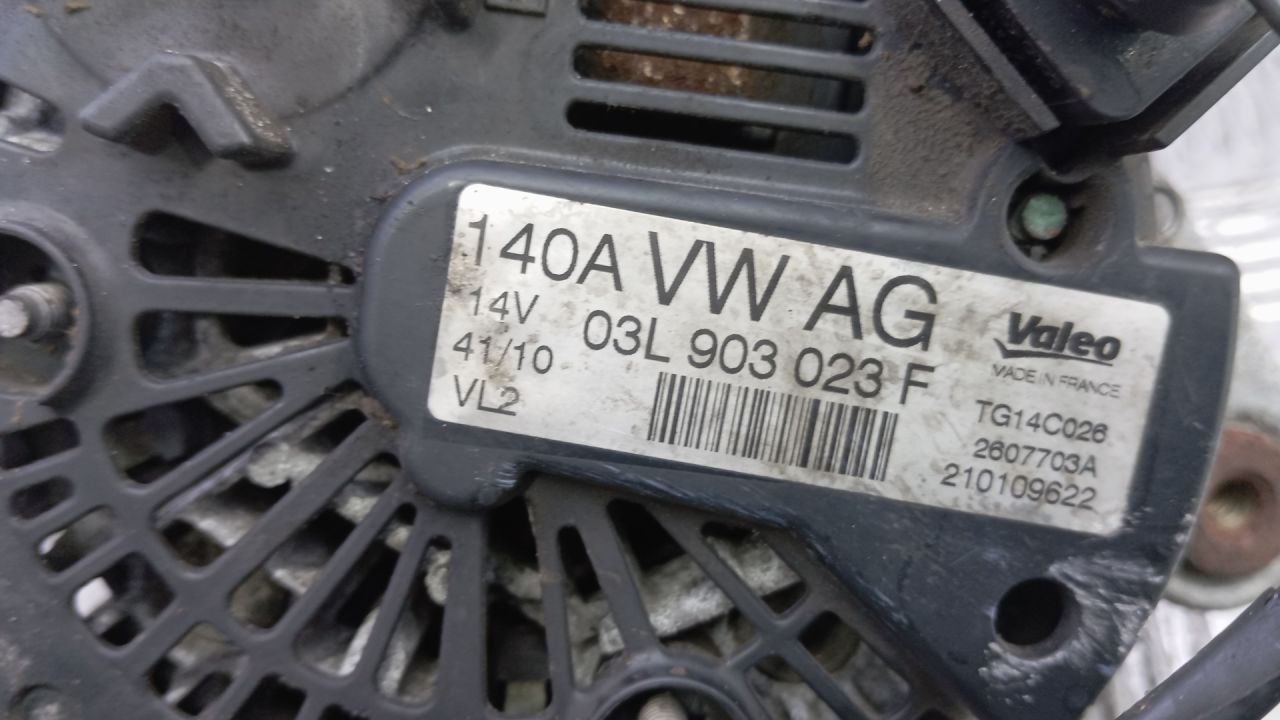 140A VW AG
14V 03L 903 023 F
41/10
VL2
Valeo
MADE IN FRANCE
TG14C026
2607703A
210109622